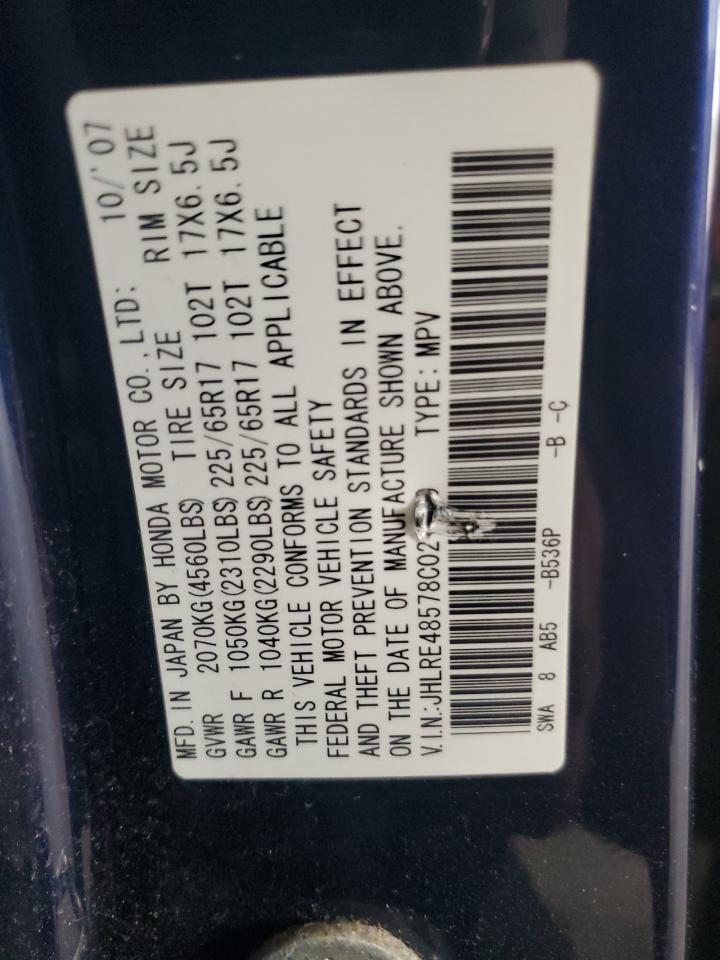 MFD. IN JAPAN BY HONDA MOTOR CO., LTD: 10/'07
TIRE SIZE RIM SIZE
GVWR 2070KG(4560LBS)
GAWR F 1050KG(2310LBS) 225/65R17 102T 17X6.5J
GAWR R 1040KG(2290LBS) 225/65R17 102T 17X6.5J
THIS VEHICLE CONFORMS TO ALL APPLICABLE
FEDERAL MOTOR VEHICLE SAFETY
AND THEFT PREVENTION STANDARDS IN EFFECT
ON THE DATE OF MANUFACTURE SHOWN ABOVE.
V.I.N.:JHLRE48578C02 TYPE: MPV
SWA 8 AB5 -B536P -B -C